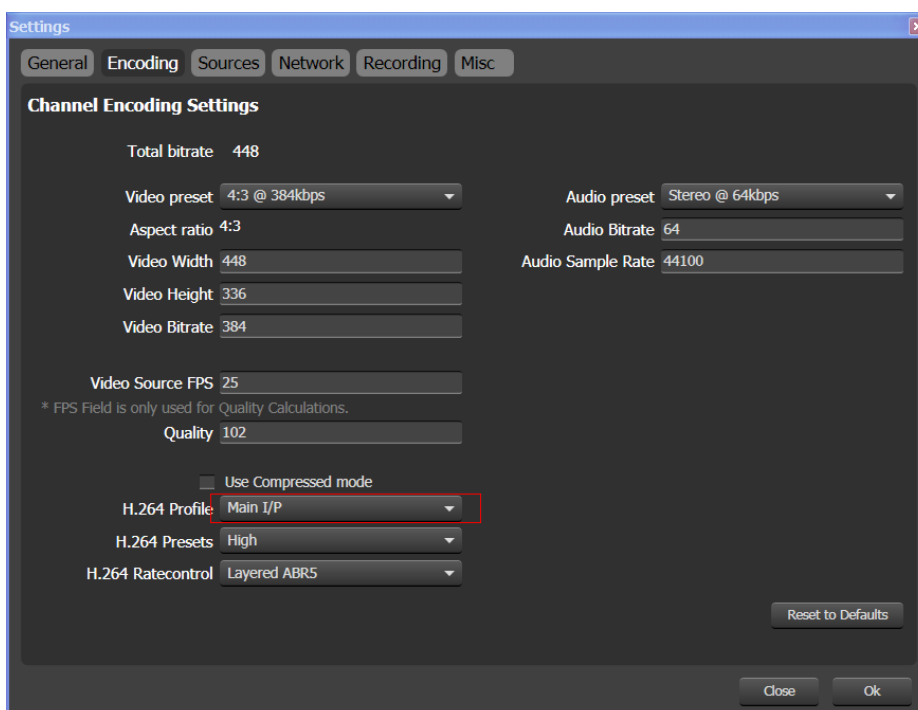 Settings
General Encoding Sources Network Recording Misc
Channel Encoding Settings
Total bitrate 448
Video preset 4:3 @ 384kbps
Audio preset Stereo @ 64kbps
Aspect ratio 4:3
Audio Bitrate 64
Video Width 448
Audio Sample Rate 44100
Video Height 336
Video Bitrate 384
Video Source FPS 25
* FPS Field is only used for Quality Calculations.
Quality 102
Use Compressed mode
H.264 Profile Main I/P
H.264 Presets High
H.264 Ratecontrol Layered ABR5
Reset to Defaults
Close Ok